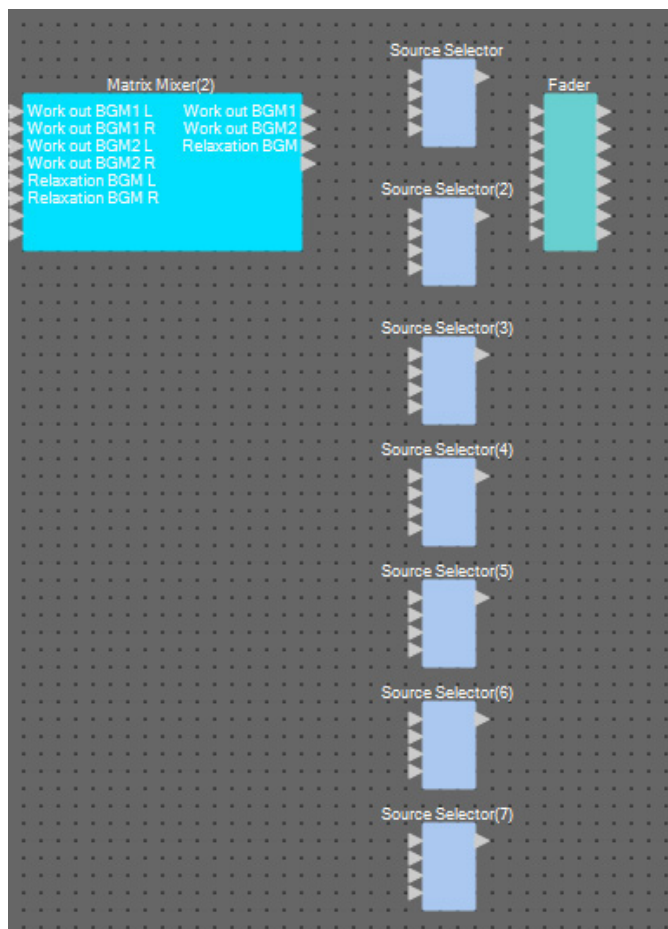 Source Selector
Matrix Mixer(2)
Fader
Work out BGM1 L
Work out BGM1
Work out BGM1 R
Work out BGM2
Work out BGM2 L
Relaxation BGM
Work out BGM2 R
Relaxation BGM L
Relaxation BGM R
Source Selector(2)
Source Selector(3)
Source Selector(4)
Source Selector(5)
Source Selector(6)
Source Selector(7)